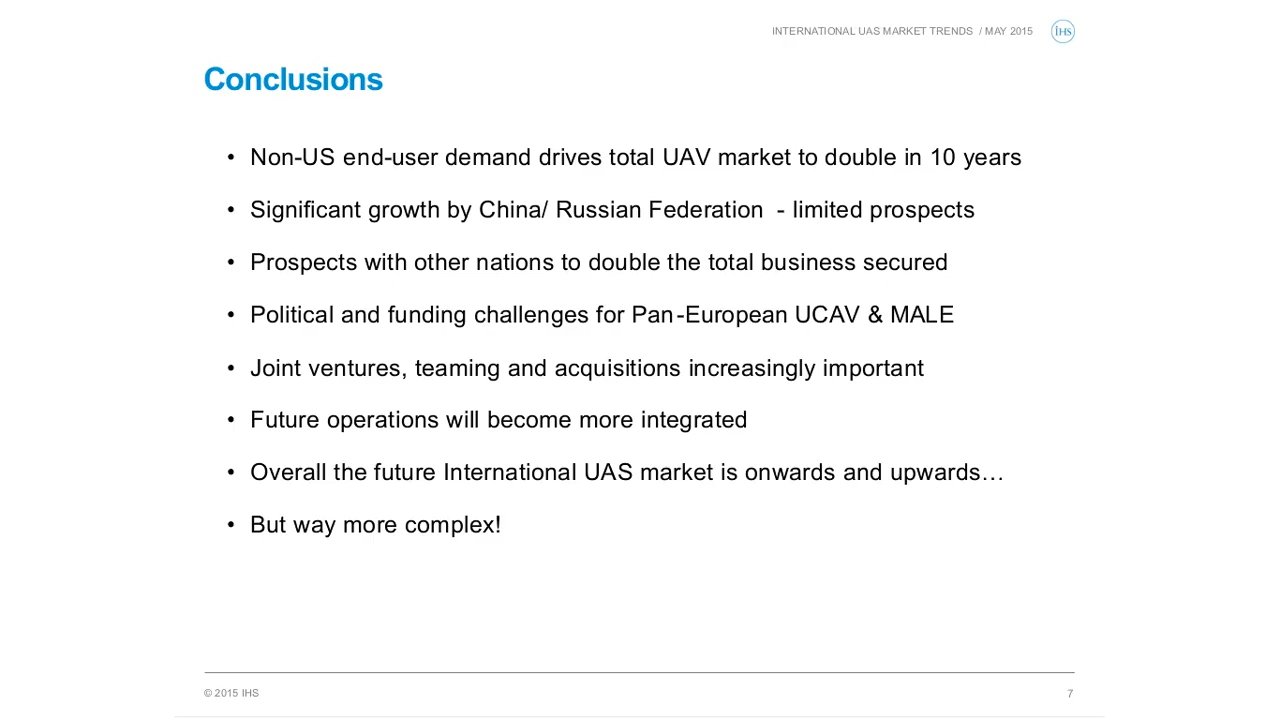 INTERNATIONAL UAS MARKET TRENDS / MAY 2015
IHS
Conclusions
• Non-US end-user demand drives total UAV market to double in 10 years
• Significant growth by China/ Russian Federation - limited prospects
• Prospects with other nations to double the total business secured
• Political and funding challenges for Pan-European UCAV & MALE
• Joint ventures, teaming and acquisitions increasingly important
• Future operations will become more integrated
• Overall the future International UAS market is onwards and upwards…
• But way more complex!
© 2015 IHS
7